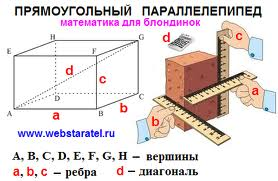 ПРЯМОУГОЛЬНЫЙ ПАРАЛЛЕЛЕПИПЕД
математика для блондинок
H G d c
E F
d c
D C
b b
A a B a
www.webstaratel.ru
A, B, C, D, E, F, G, H – вершины
a, b, c – ребра d – диагональ